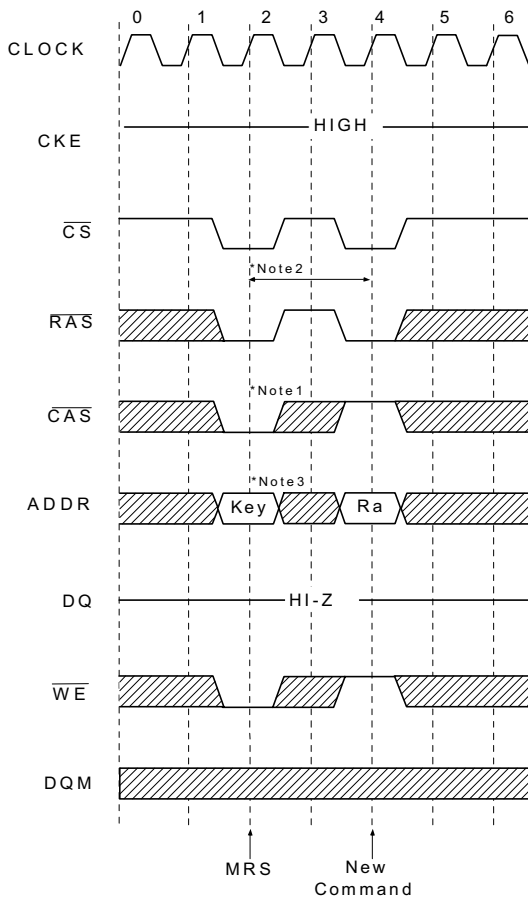 0 1 2 3 4 5 6
CLOCK
HIGH
CKE
CS
*Note2
RAS
*Note1
CAS
*Note3
ADDR Key Ra
DQ HI-Z
WE
DQM
MRS New
Command